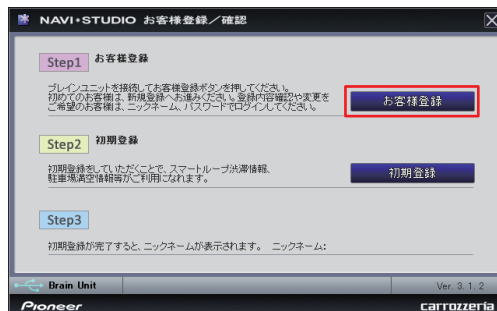 NAVI•STUDIO お客様登録／確認
Step1 お客様登録
ブレインユニットを接続してお客様登録ボタンを押してください。
初めてのお客様は、新規登録へお進みください。登録内容確認や変更を
ご希望のお客様は、ニックネーム、パスワードでログインしてください。
お客様登録
Step2 初期登録
初期登録をしていただくことで、スマートループ渋滞情報、
駐車場満空情報等がご利用になれます。
初期登録
Step3
初期登録が完了すると、ニックネームが表示されます。 ニックネーム：
Brain Unit
Ver. 3. 1. 2
Pioneer
carrozzeria